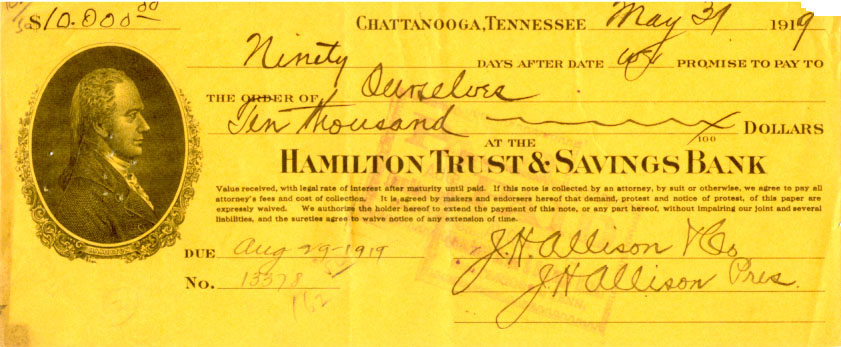 $10.000.00 CHATTANOOGA, TENNESSEE May 31 1919
Ninety DAYS AFTER DATE we PROMISE TO PAY TO
THE ORDER OF Ourselves
Ten thousand /100 DOLLARS
AT THE
HAMILTON TRUST & SAVINGS BANK
Value received, with legal rate of interest after maturity until paid. If this note is collected by an attorney, by suit or otherwise, we agree to pay all
attorney's fees and cost of collection. It is agreed by makers and endorsers hereof that demand, protest and notice of protest, of this paper are
expressly waived. We authorize the holder hereof to extend the payment of this note, or any part hereof, without impairing our joint and several
liabilities, and the sureties agree to waive notice of any extension of time.
DUE Aug 29-1919 J.H. Allison & Co
No. 13378 J H Allison Pres.
162